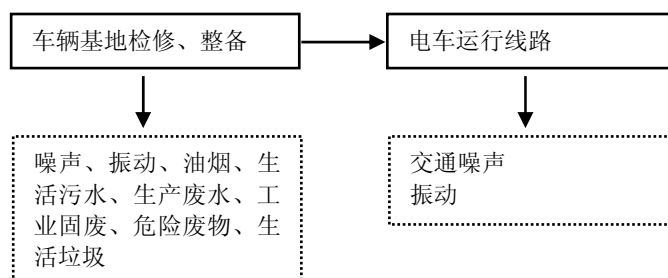 车辆基地检修、整备
电车运行线路
噪声、振动、油烟、生
活污水、生产废水、工
业固废、危险废物、生
活垃圾
交通噪声
振动